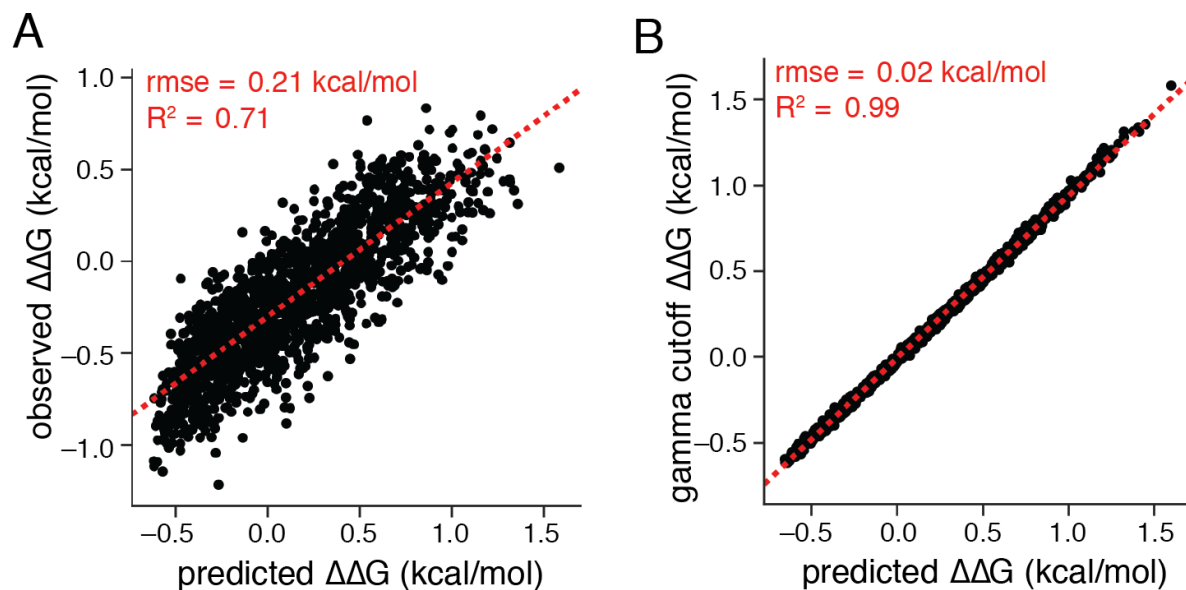 A
rmse = 0.21 kcal/mol
R² = 0.71
observed ΔΔG (kcal/mol)
1.0
0.5
0.0
−0.5
−1.0
−0.5 0.0 0.5 1.0 1.5
predicted ΔΔG (kcal/mol)
B
rmse = 0.02 kcal/mol
R² = 0.99
gamma cutoff ΔΔG (kcal/mol)
1.5
1.0
0.5
0.0
−0.5
−0.5 0.0 0.5 1.0 1.5
predicted ΔΔG (kcal/mol)